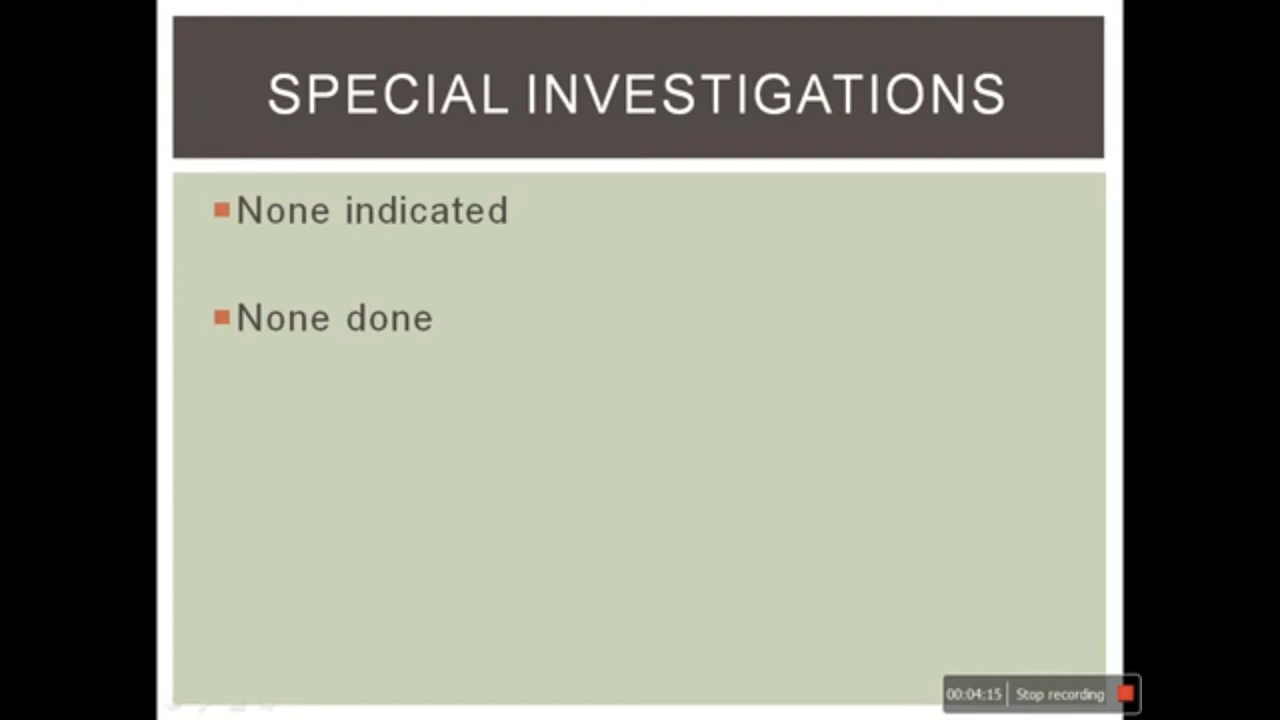 SPECIAL INVESTIGATIONS
None indicated
None done
00:04:15 Stop recording